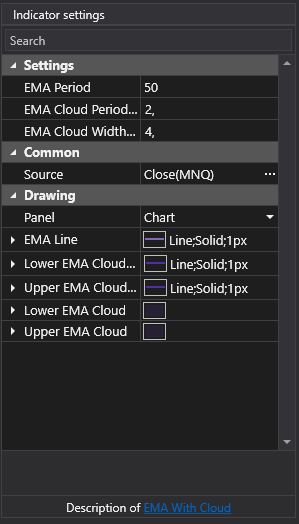 Indicator settings
Search
Settings
EMA Period 50
EMA Cloud Period... 2,
EMA Cloud Width... 4,
Common
Source Close(MNQ) ...
Drawing
Panel Chart
EMA Line Line;Solid;1px
Lower EMA Cloud... Line;Solid;1px
Upper EMA Cloud... Line;Solid;1px
Lower EMA Cloud
Upper EMA Cloud
Description of EMA With Cloud